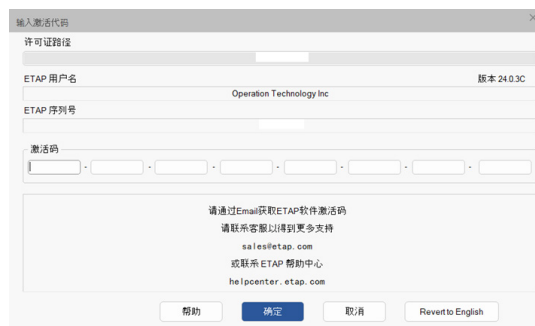 输入激活代码
许可证路径
ETAP 用户名 版本 24.0.3C
Operation Technology Inc
ETAP 序列号
激活码
- - - - - - -
请通过Email获取ETAP软件激活码
请联系客服以得到更多支持
sales@etap.com
或联系 ETAP 帮助中心
helpcenter.etap.com
帮助 确定 取消 Revert to English